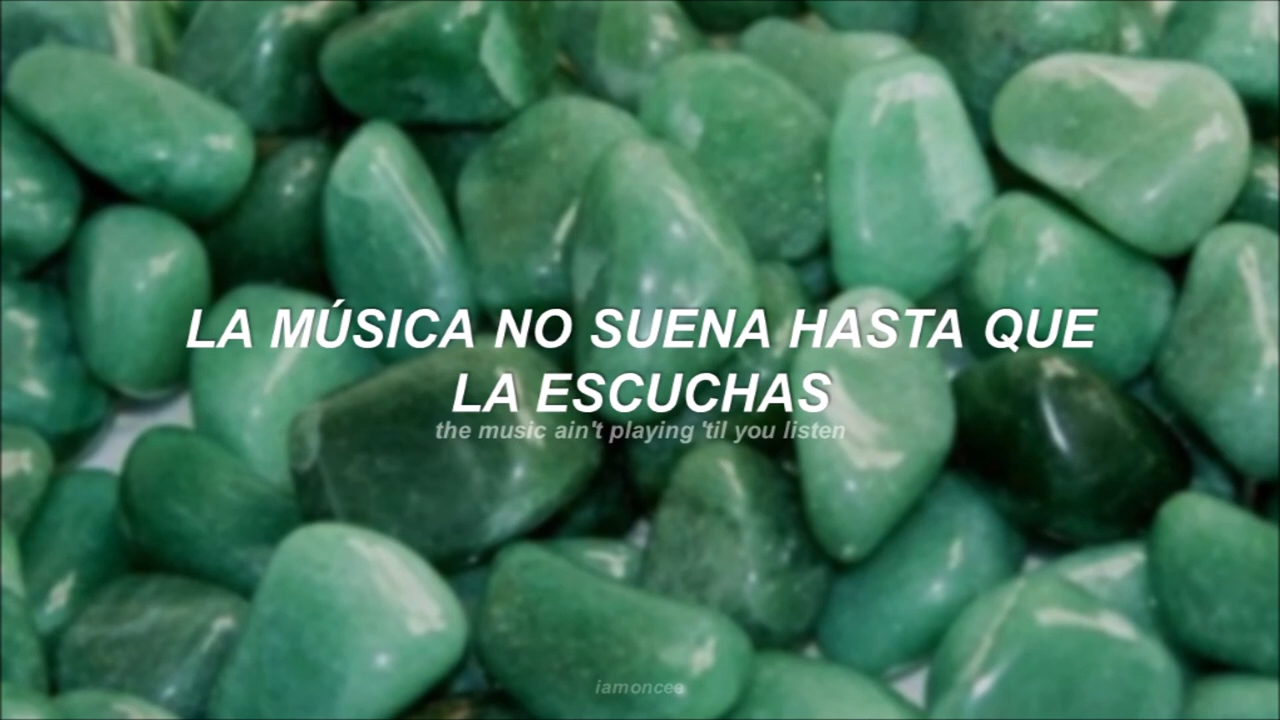 LA MÚSICA NO SUENA HASTA QUE
LA ESCUCHAS
the music ain't playing 'til you listen
iamoncee